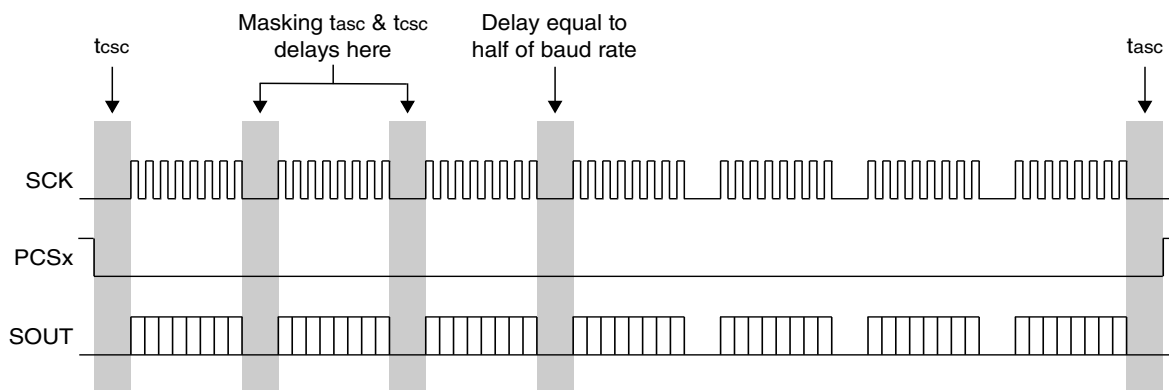 tcsc
Masking tasc & tcsc
delays here
Delay equal to
half of baud rate
tasc
SCK
PCSx
SOUT